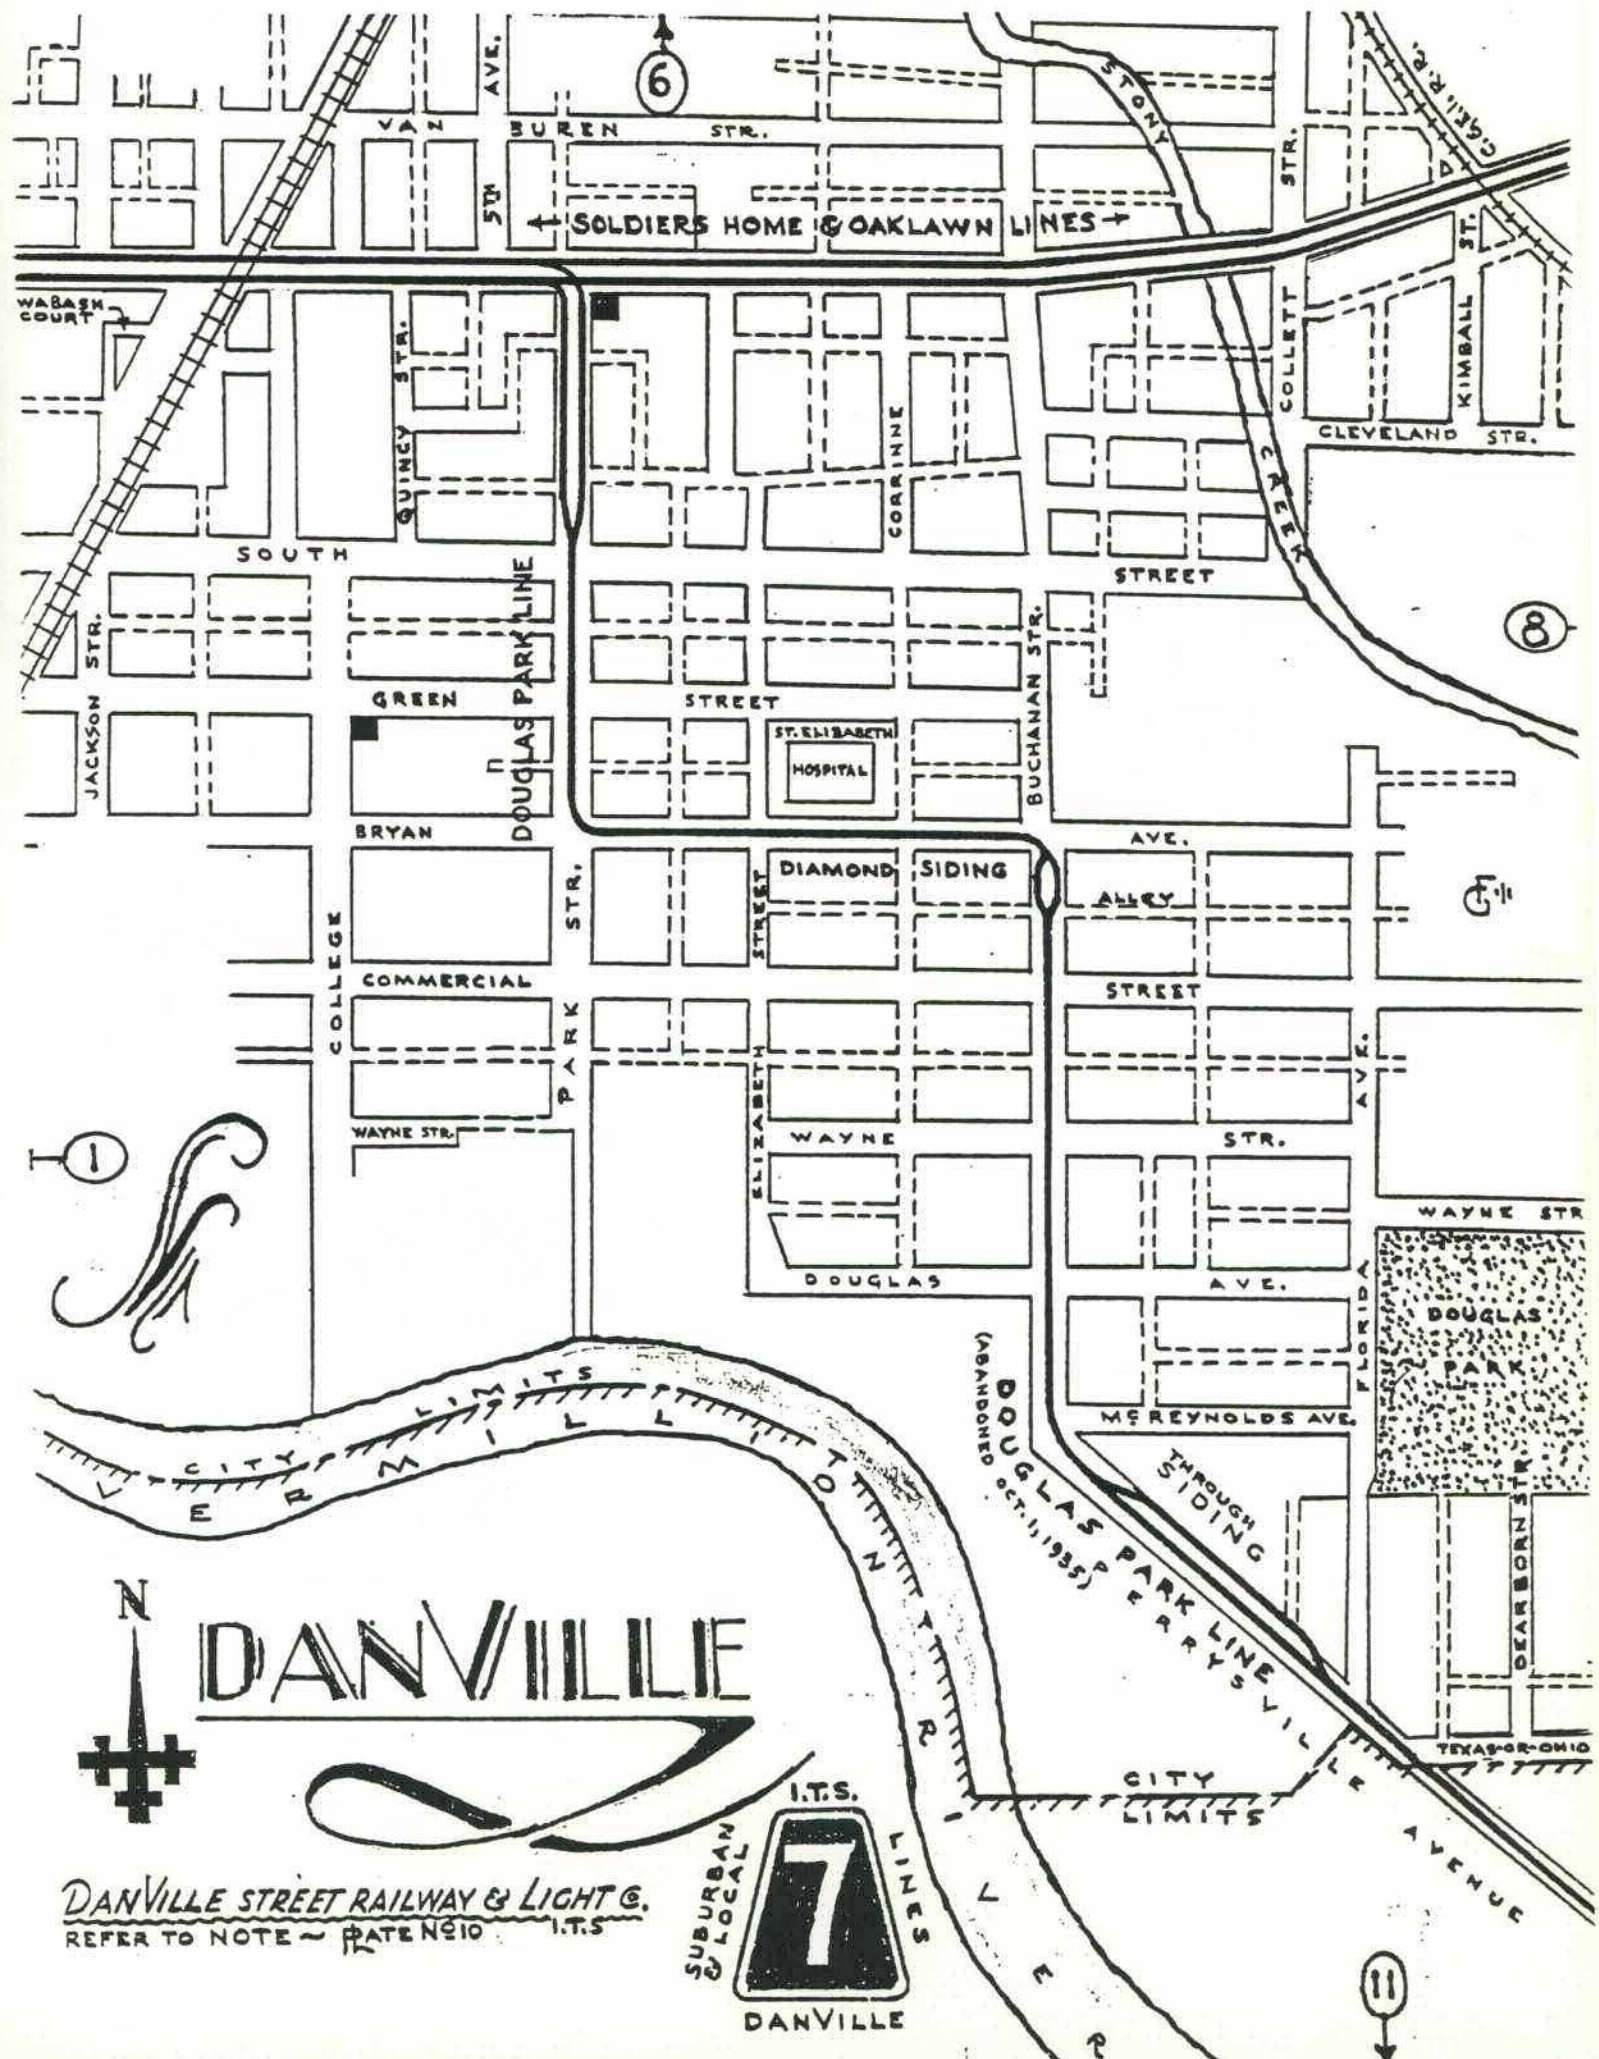 6
AVE.
STONY
C.&E.I. R.R.
VAN BUREN STR.
STR.
5TH
← SOLDIERS HOME & OAKLAWN LINES →
ST.
WABASH
COURT
QUINCY STR.
CORRINNE
COLLETT
KIMBALL
CLEVELAND STR.
CREEK
SOUTH STREET
8
JACKSON STR.
DOUGLAS PARK LINE
BUCHANAN STR.
GREEN STREET
ST. ELIZABETH
HOSPITAL
BRYAN AVE.
DIAMOND SIDING
ALLEY
STR.
STREET
COLLEGE
COMMERCIAL STREET
PARK
ELIZABETH
AVE.
1
WAYNE STR.
WAYNE STR.
WAYNE STR
DOUGLAS AVE.
FLORIDA
DOUGLAS
PARK
CITY LIMITS
VERMILLION RIVER
(ABANDONED OCT. 1, 1935)
DOUGLAS PARK LINE
MCREYNOLDS AVE.
THROUGH
SIDING
DEARBORN STR.
PERRYSVILLE AVENUE
N
DANVILLE
TEXAS-OR-OHIO
CITY
LIMITS
I.T.S.
SUBURBAN
& LOCAL
7
LINES
DANVILLE
DANVILLE STREET RAILWAY & LIGHT CO.
REFER TO NOTE ~ PLATE NO 10 I.T.S
11